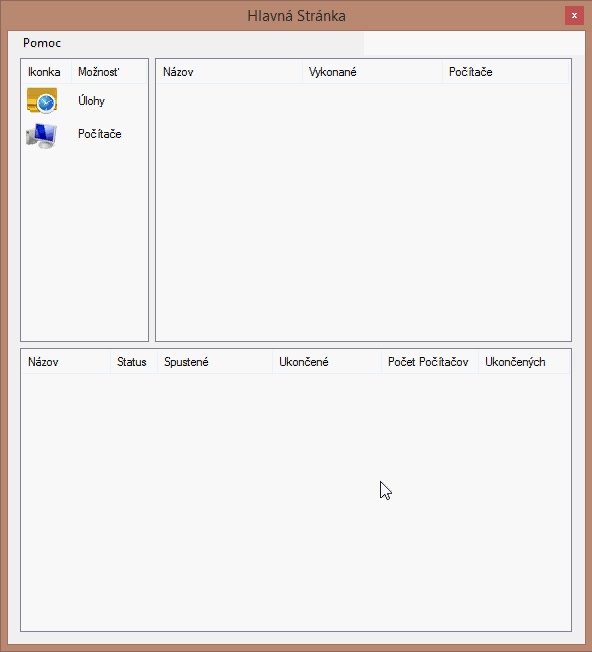 Hlavná Stránka
x
Pomoc
Ikonka Možnosť
Úlohy
Počítače
Názov Vykonané Počítače
Názov Status Spustené Ukončené Počet Počítačov Ukončených